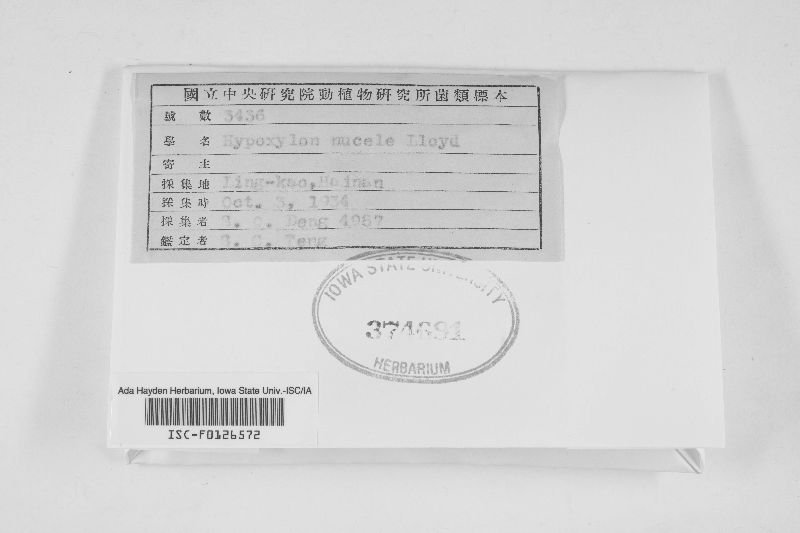 國立中央研究院動植物研究所菌類標本
號數 3436
學名 Hypoxylon nucele Lloyd
寄主
採集地 Ling-kao, Hainan
採集時 Oct. 3, 1934
採集者 S. Q. Deng 4987
鑑定者 S. C. Teng
IOWA STATE UNIVERSITY
374691
HERBARIUM
Ada Hayden Herbarium, Iowa State Univ.-ISC/IA
ISC-F0126572